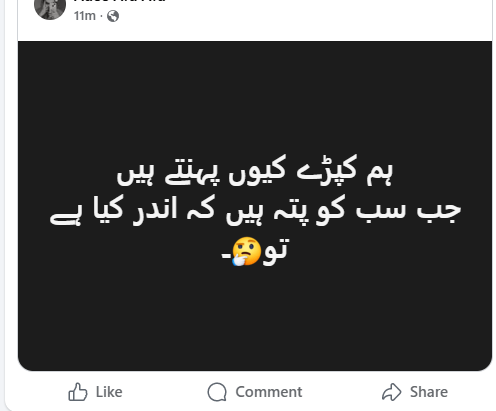 11m ·
ہم کپڑے کیوں پہنتے ہیں
جب سب کو پتہ ہیں کہ اندر کیا ہے
تو🤔۔
Like
Comment
Share